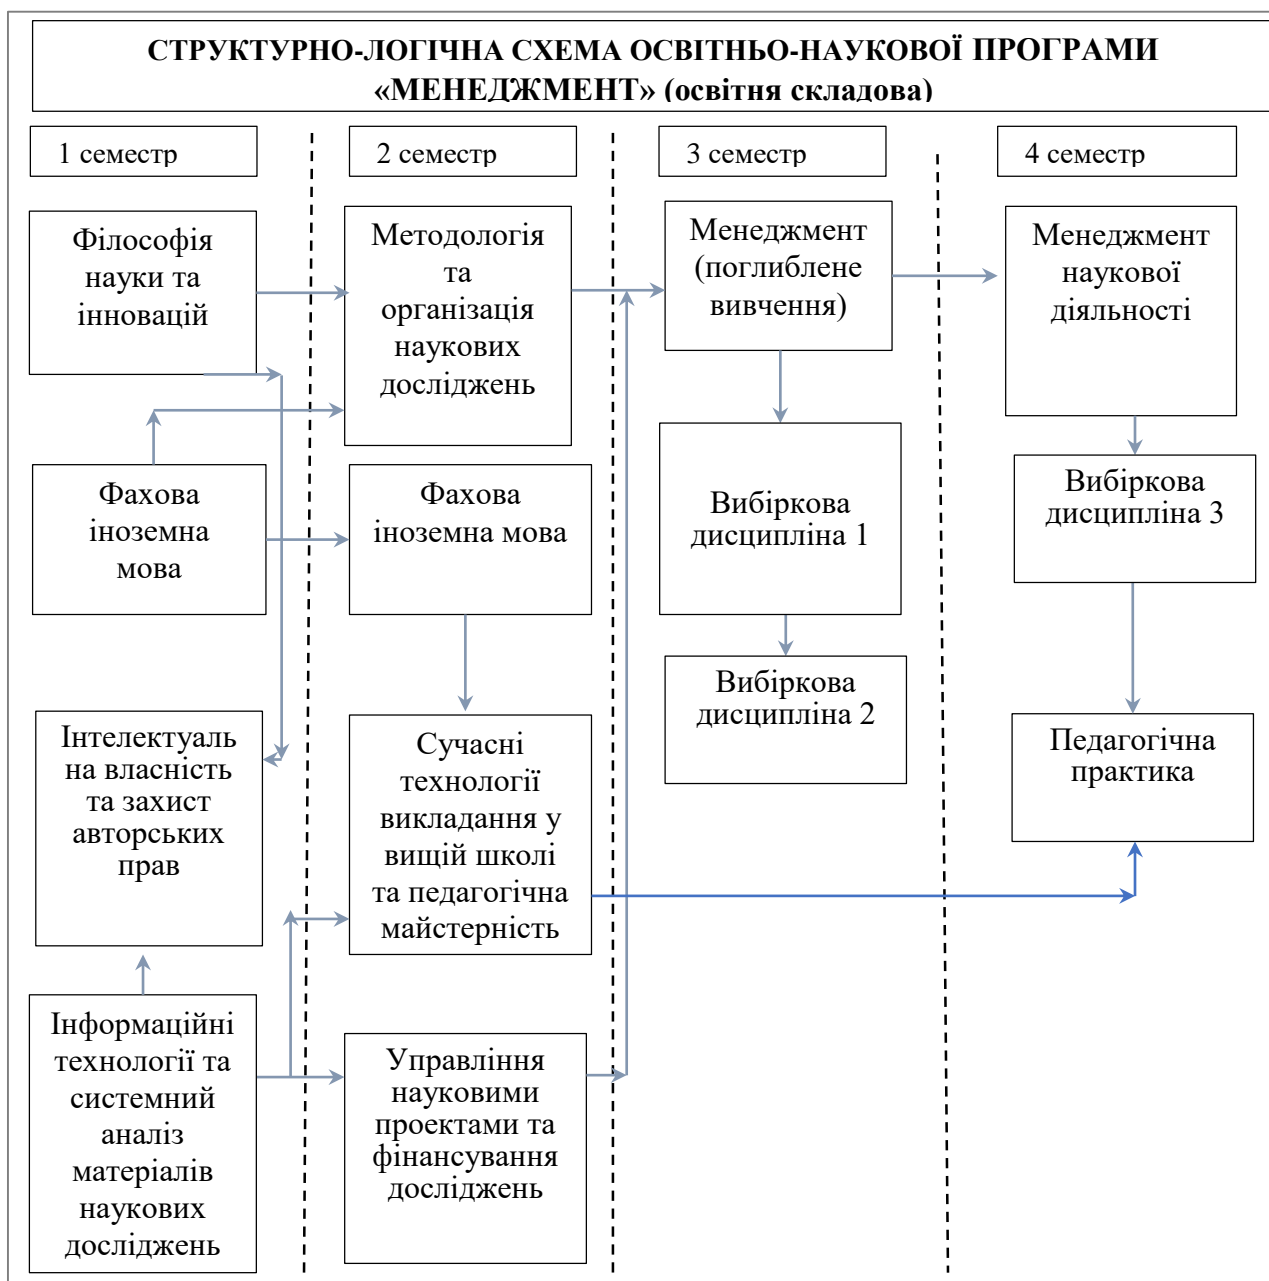 СТРУКТУРНО-ЛОГІЧНА СХЕМА ОСВІТНЬО-НАУКОВОЇ ПРОГРАМИ
«МЕНЕДЖМЕНТ» (освітня складова)
1 семестр
2 семестр
3 семестр
4 семестр
Філософія
науки та
інновацій
Методологія
та
організація
наукових
досліджень
Менеджмент
(поглиблене
вивчення)
Менеджмент
наукової
діяльності
Фахова
іноземна
мова
Фахова
іноземна мова
Вибіркова
дисципліна 1
Вибіркова
дисципліна 3
Вибіркова
дисципліна 2
Інтелектуаль
на власність
та захист
авторських
прав
Сучасні
технології
викладання у
вищій школі
та педагогічна
майстерність
Педагогічна
практика
Інформаційні
технології та
системний
аналіз
матеріалів
наукових
досліджень
Управління
науковими
проектами та
фінансування
досліджень